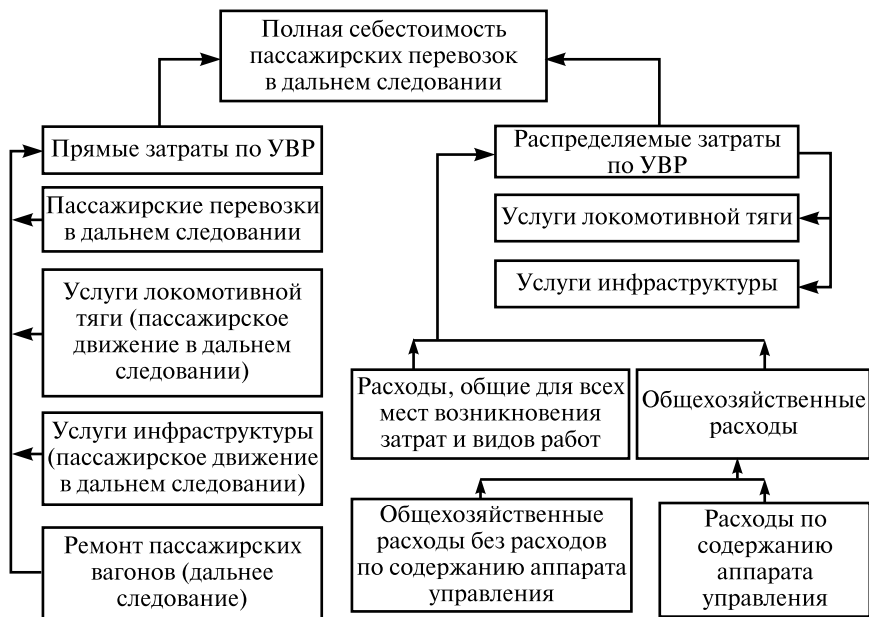 Полная себестоимость
пассажирских перевозок
в дальнем следовании
Прямые затраты по УВР
Пассажирские перевозки
в дальнем следовании
Услуги локомотивной
тяги (пассажирское
движение в дальнем
следовании)
Услуги инфраструктуры
(пассажирское движение
в дальнем следовании)
Ремонт пассажирских
вагонов (дальнее
следование)
Распределяемые затраты
по УВР
Услуги локомотивной тяги
Услуги инфраструктуры
Расходы, общие для всех
мест возникновения
затрат и видов работ
Общехозяйственные
расходы
Общехозяйственные
расходы без расходов
по содержанию аппарата
управления
Расходы по
содержанию
аппарата
управления